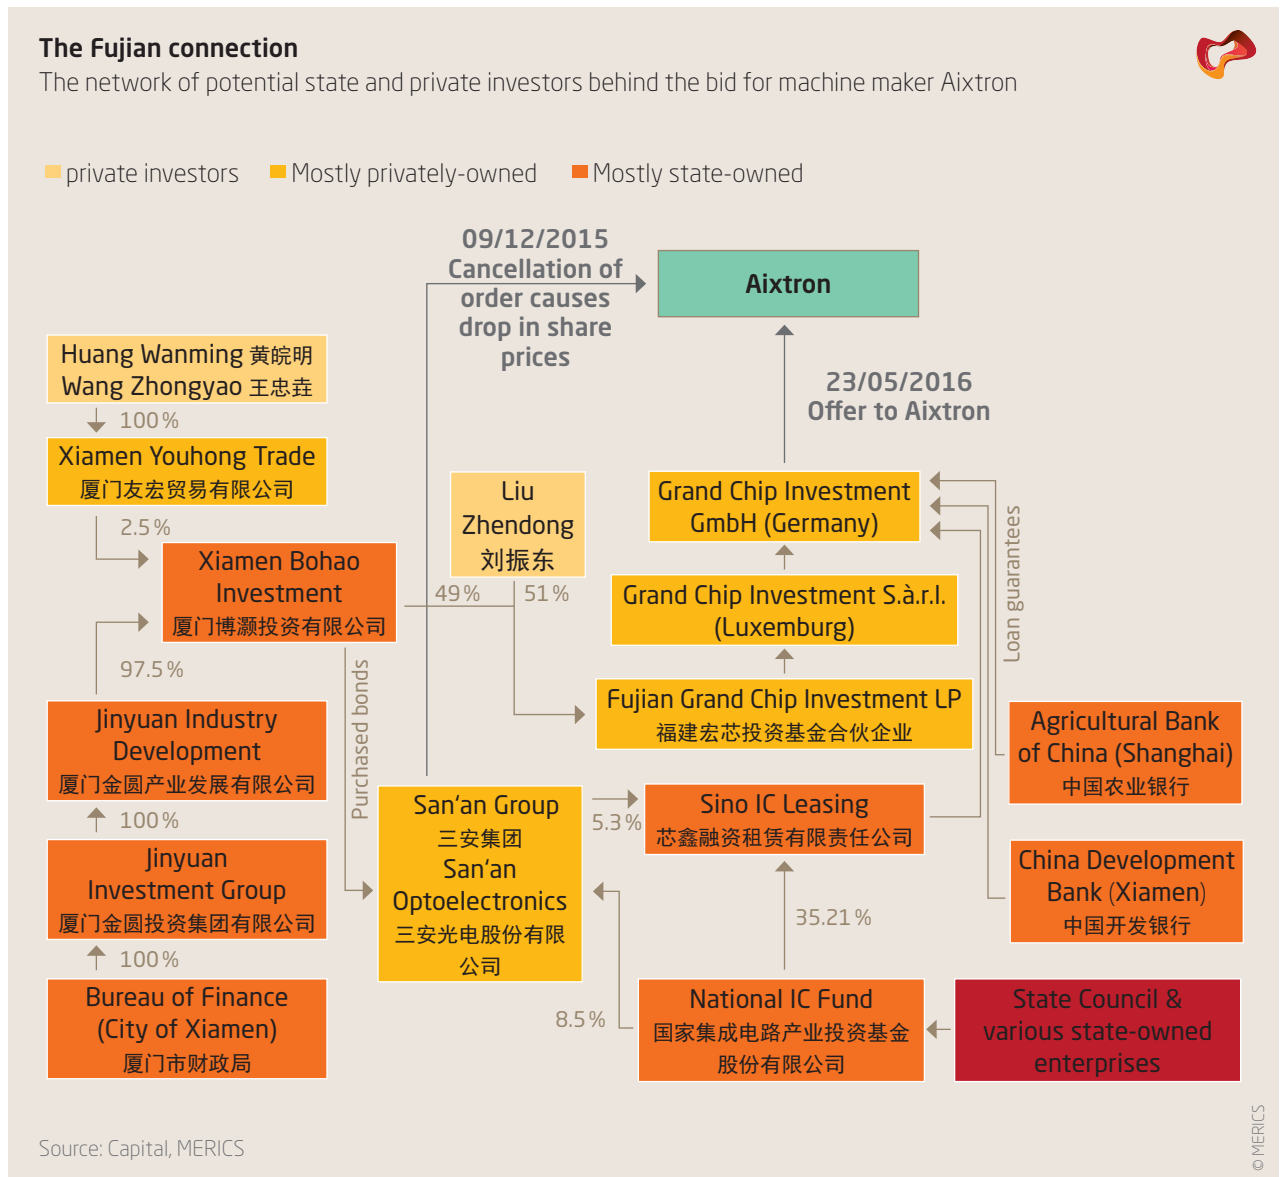 The Fujian connection
The network of potential state and private investors behind the bid for machine maker Aixtron
private investors
Mostly privately-owned
Mostly state-owned
09/12/2015
Cancellation of
order causes
drop in share
prices
Aixtron
23/05/2016
Offer to Aixtron
Huang Wanming 黄皖明
Wang Zhongyao 王忠垚
100 %
Xiamen Youhong Trade
厦门友宏贸易有限公司
2.5 %
Xiamen Bohao
Investment
厦门博灏投资有限公司
97.5 %
Jinyuan Industry
Development
厦门金圆产业发展有限公司
100 %
Jinyuan
Investment Group
厦门金圆投资集团有限公司
100 %
Bureau of Finance
(City of Xiamen)
厦门市财政局
Liu
Zhendong
刘振东
49 %
51 %
Purchased bonds
Grand Chip Investment
GmbH (Germany)
Grand Chip Investment S.à.r.l.
(Luxemburg)
Fujian Grand Chip Investment LP
福建宏芯投资基金合伙企业
Loan guarantees
San‘an Group
三安集团
San‘an
Optoelectronics
三安光电股份有限
公司
5.3 %
Sino IC Leasing
芯鑫融资租赁有限责任公司
35.21 %
8.5 %
National IC Fund
国家集成电路产业投资基金
股份有限公司
Agricultural Bank
of China (Shanghai)
中国农业银行
China Development
Bank (Xiamen)
中国开发银行
State Council &
various state-owned
enterprises
Source: Capital, MERICS
© MERICS